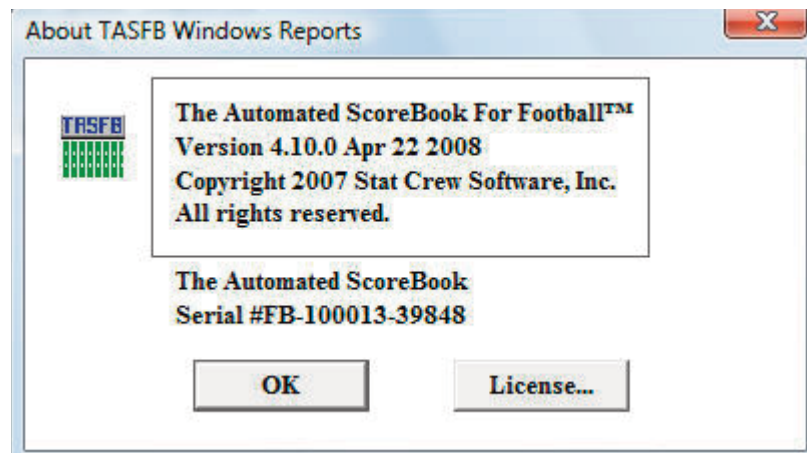 About TASFB Windows Reports
TASFB
The Automated ScoreBook For Football™
Version 4.10.0 Apr 22 2008
Copyright 2007 Stat Crew Software, Inc.
All rights reserved.
The Automated ScoreBook
Serial #FB-100013-39848
OK
License...